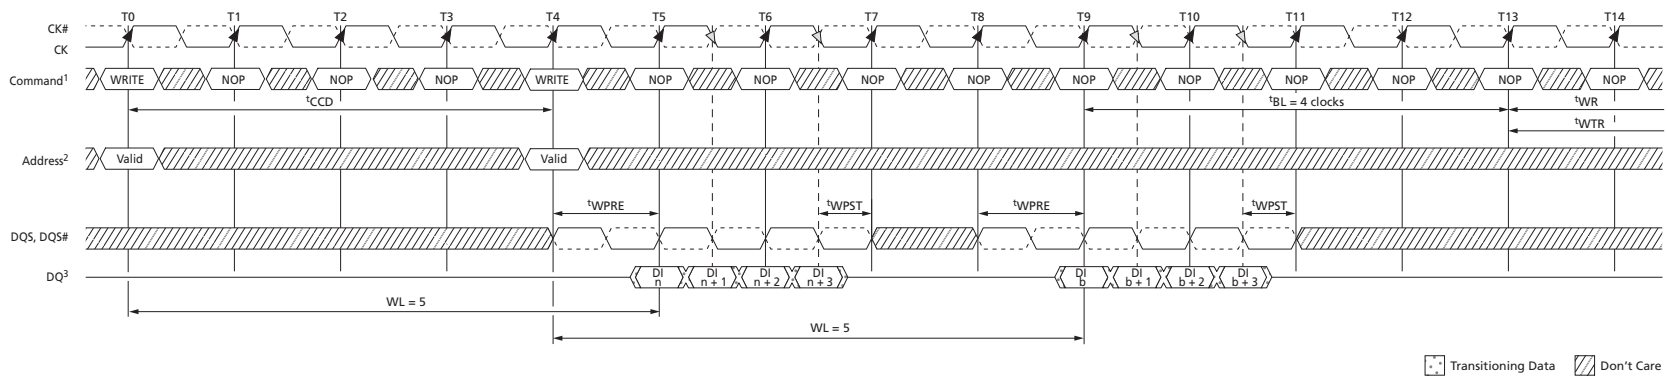 T0 T1 T2 T3 T4 T5 T6 T7 T8 T9 T10 T11 T12 T13 T14
CK#
CK
Command1 WRITE NOP NOP NOP WRITE NOP NOP NOP NOP NOP NOP NOP NOP NOP NOP
tCCD tBL = 4 clocks tWR
tWTR
Address2 Valid Valid
tWPRE tWPST tWPRE tWPST
DQS, DQS#
DQ3 DI n DI n + 1 DI n + 2 DI n + 3 DI b DI b + 1 DI b + 2 DI b + 3
WL = 5
WL = 5
Transitioning Data Don't Care